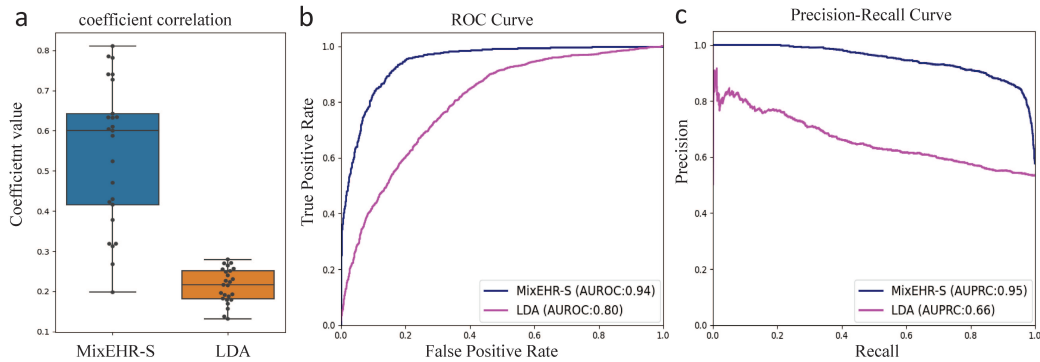 a
coefficient correlation
Coefficietnt value
0.8
0.7
0.6
0.5
0.4
0.3
0.2
0.1
MixEHR-S
LDA
b
ROC Curve
True Positive Rate
1.0
0.8
0.6
0.4
0.2
0.0
0.0
0.2
0.4
0.6
0.8
1.0
MixEHR-S (AUROC:0.94)
LDA (AUROC:0.80)
False Positive Rate
c
Precision-Recall Curve
Precision
1.0
0.8
0.6
0.4
0.2
0.0
0.0
0.2
0.4
0.6
0.8
1.0
MixEHR-S (AUPRC:0.95)
LDA (AUPRC:0.66)
Recall